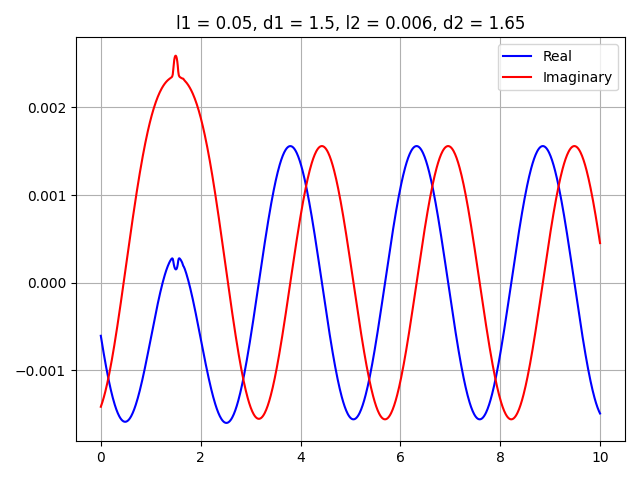 l1 = 0.05, d1 = 1.5, l2 = 0.006, d2 = 1.65
Real
Imaginary
0.002
0.001
0.000
−0.001
0 2 4 6 8 10